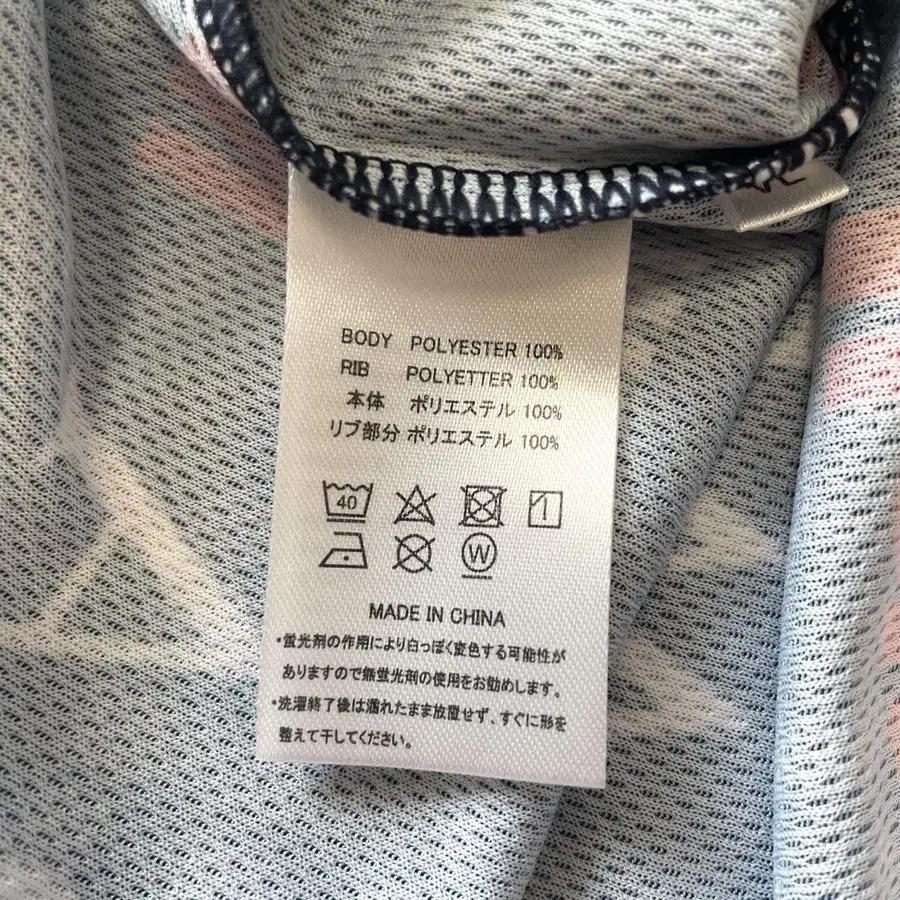 BODY POLYESTER 100%
RIB POLYETTER 100%
本体 ポリエステル 100%
リブ部分 ポリエステル 100%
40
W
MADE IN CHINA
・蛍光剤の作用により白っぽく変色する可能性が
ありますので無蛍光剤の使用をお勧めします。
・洗濯終了後は濡れたまま放置せず、すぐに形を
整えて干してください。